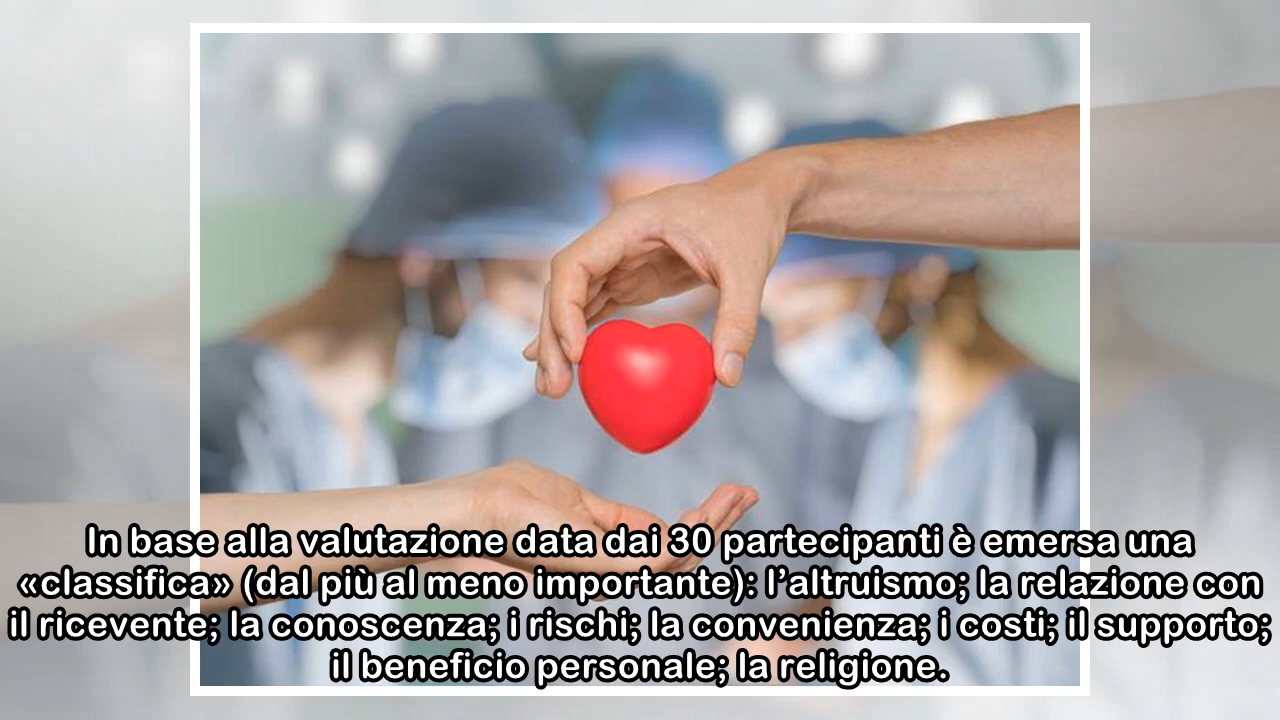 In base alla valutazione data dai 30 partecipanti è emersa una
«classifica» (dal più al meno importante): l’altruismo; la relazione con
il ricevente; la conoscenza; i rischi; la convenienza; i costi; il supporto;
il beneficio personale; la religione.